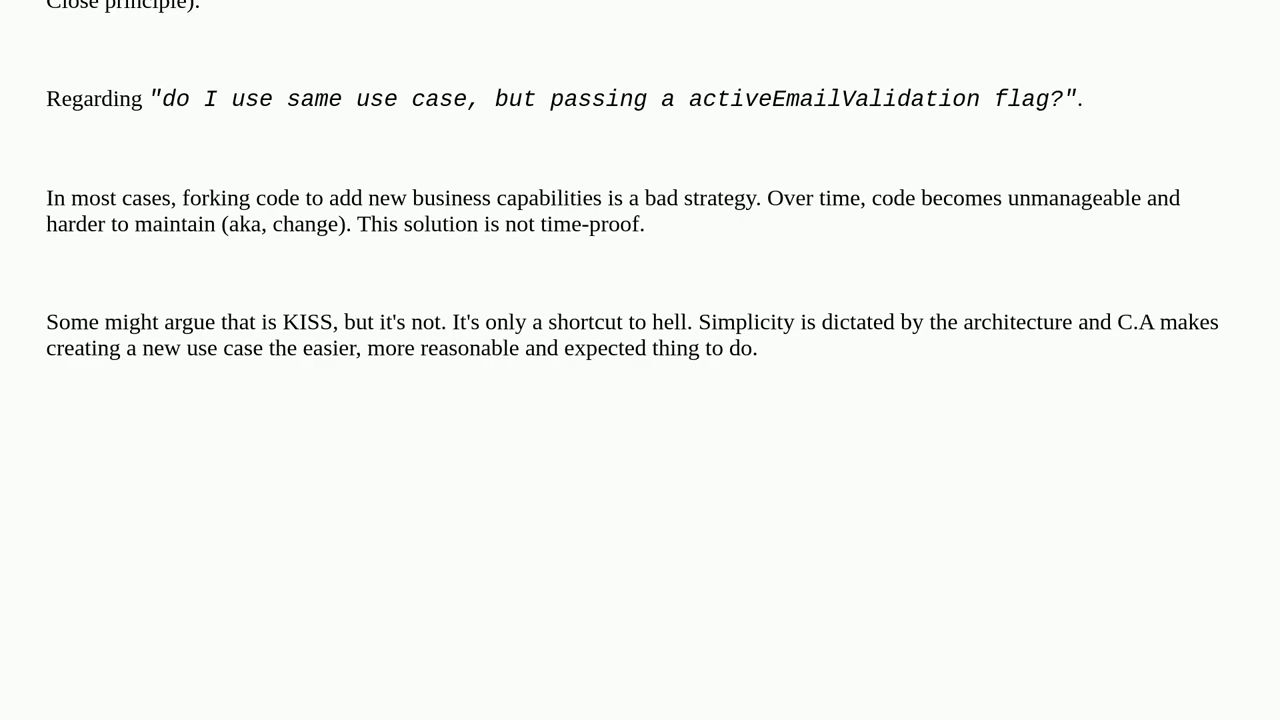 Close principle).
Regarding "do I use same use case, but passing a activeEmailValidation flag?".
In most cases, forking code to add new business capabilities is a bad strategy. Over time, code becomes unmanageable and
harder to maintain (aka, change). This solution is not time-proof.
Some might argue that is KISS, but it's not. It's only a shortcut to hell. Simplicity is dictated by the architecture and C.A makes
creating a new use case the easier, more reasonable and expected thing to do.